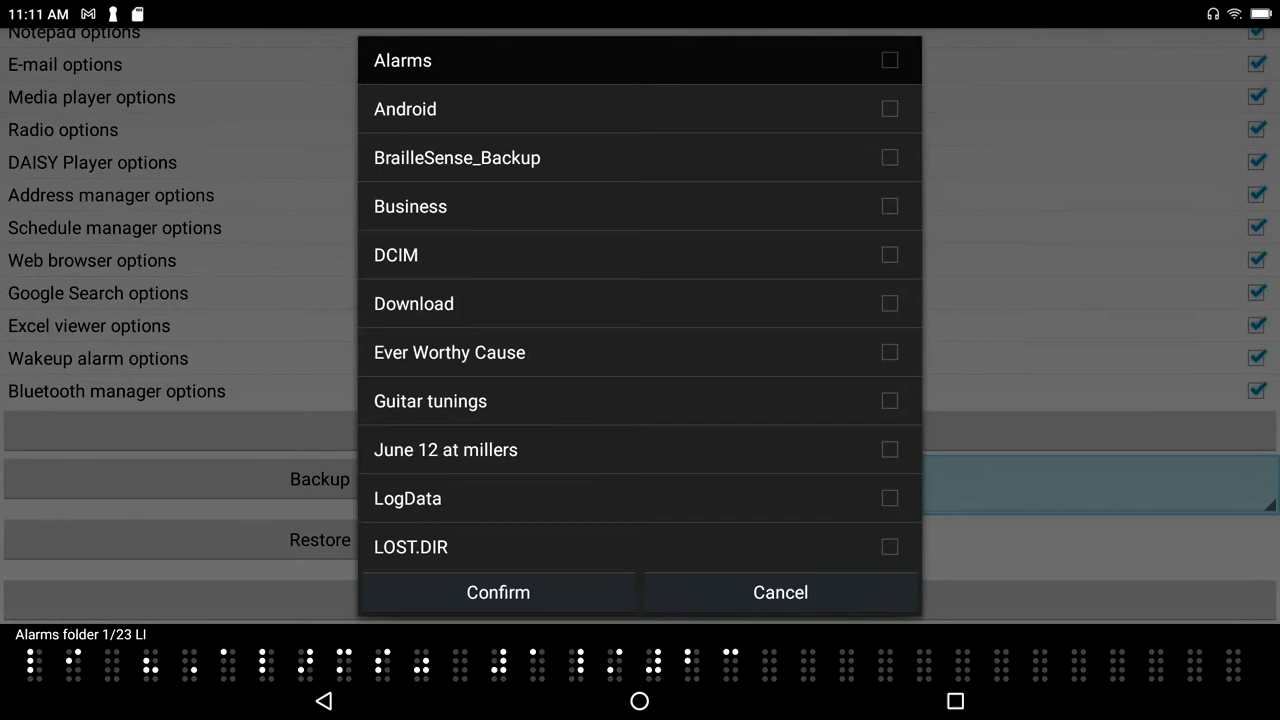 11:11 AM
Notepad options
E-mail options
Media player options
Radio options
DAISY Player options
Address manager options
Schedule manager options
Web browser options
Google Search options
Excel viewer options
Wakeup alarm options
Bluetooth manager options
Backup
Restore
Alarms
Android
BrailleSense_Backup
Business
DCIM
Download
Ever Worthy Cause
Guitar tunings
June 12 at millers
LogData
LOST.DIR
Confirm Cancel
Alarms folder 1/23 LI